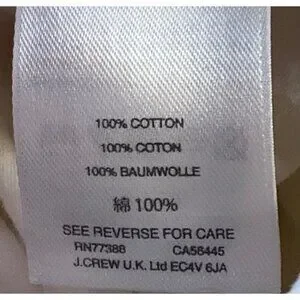 100% COTTON
100% COTON
100% BAUMWOLLE
綿 100%
SEE REVERSE FOR CARE
RN77388 CA56445
J.CREW U.K. Ltd EC4V 6JA